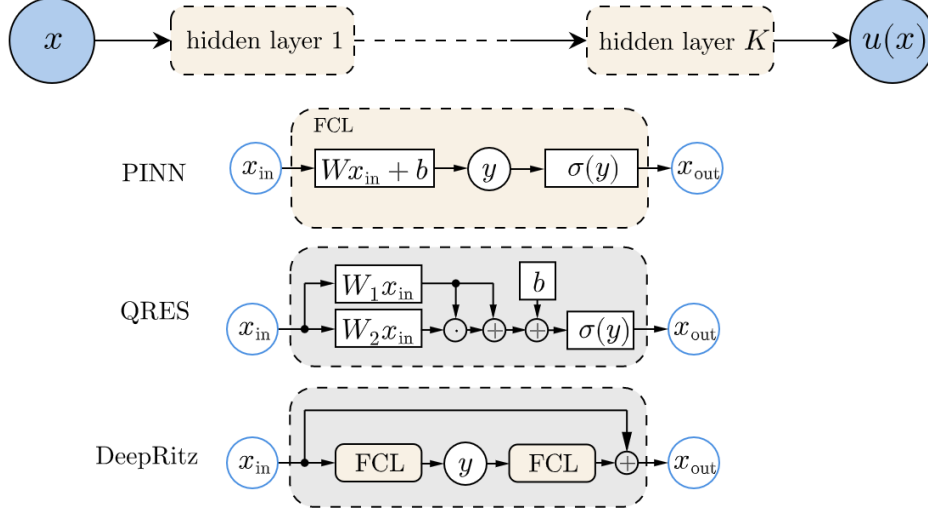 x hidden layer 1 hidden layer K u(x)
FCL
PINN x_in Wx_in + b y σ(y) x_out
W_1x_in b
QRES x_in W_2x_in · + + σ(y) x_out
DeepRitz x_in FCL y FCL + x_out